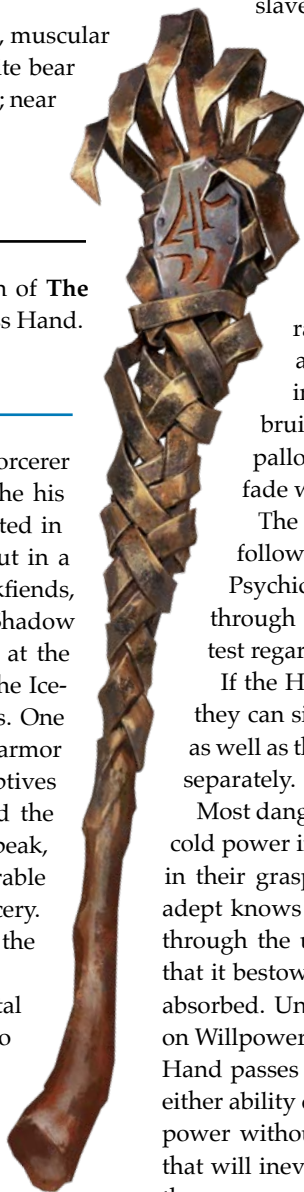 , muscular
te bear
; near
n of The
s Hand.
orcerer
he his
ted in
ut in a
kfiends,
hadow
at the
he Ice-
s. One
armor
ptives
d the
peak,
rable
cery.
the
tal
o
slave
ra
a
in
brui
pallo
fade w
The
follow
Psychic
through
test regar
If the H
they can si
as well as th
separately.
Most dang
cold power i
in their grasp
adept knows
through the u
that it bestow
absorbed. Un
on Willpower
Hand passes
either ability o
power withou
that will inev